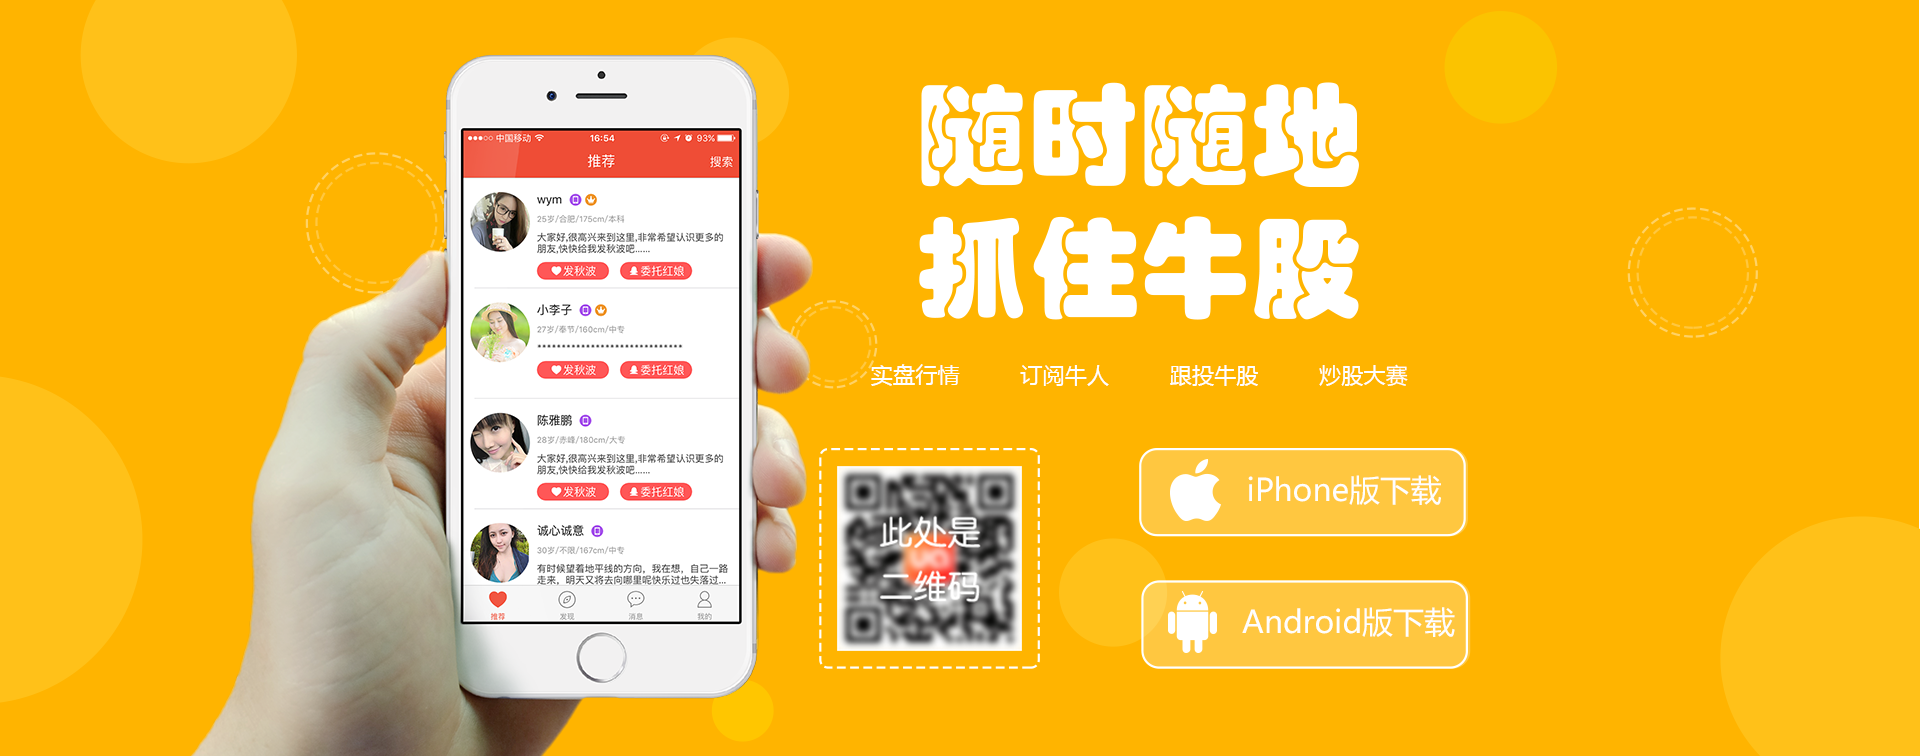 中国移动 16:54 93%
推荐 搜索
wym
25岁/合肥/175cm/本科
大家好,很高兴来到这里,非常希望认识更多的
朋友,快快给我发秋波吧......
发秋波 委托红娘
小李子
27岁/奉节/160cm/中专
******************************
发秋波 委托红娘
陈雅鹏
28岁/赤峰/180cm/大专
大家好,很高兴来到这里,非常希望认识更多的
朋友,快快给我发秋波吧......
发秋波 委托红娘
诚心诚意
30岁/不限/167cm/中专
有时候望着地平线的方向，我在想，自己一路
走来，明天又将去向哪里呢快乐过也失落过...
推荐 发现 消息 我的
随时随地
抓住牛股
实盘行情 订阅牛人 跟投牛股 炒股大赛
此处是
二维码
iPhone版下载
Android版下载